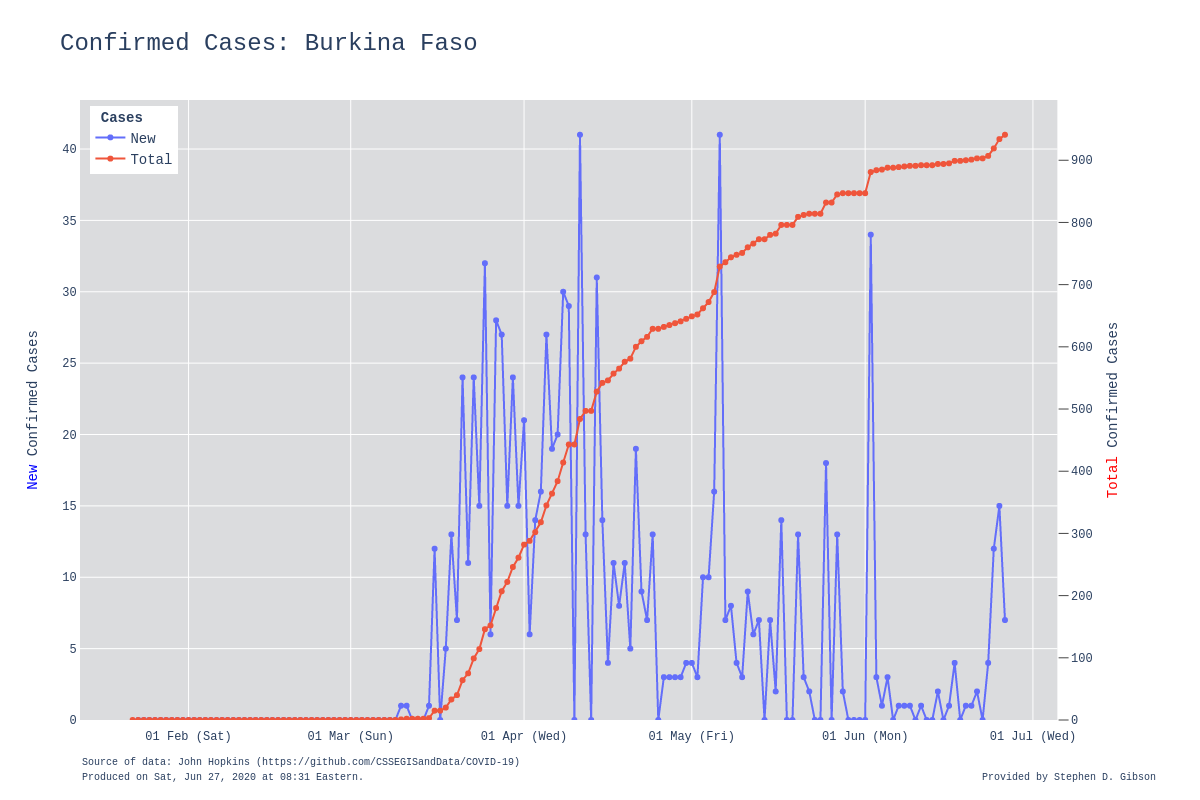 Confirmed Cases: Burkina Faso
Cases
New
Total
40
35
30
25
20
15
10
5
0
900
800
700
600
500
400
300
200
100
0
New Confirmed Cases
Total Confirmed Cases
01 Feb (Sat)
01 Mar (Sun)
01 Apr (Wed)
01 May (Fri)
01 Jun (Mon)
01 Jul (Wed)
Source of data: John Hopkins (https://github.com/CSSEGISandData/COVID-19)
Produced on Sat, Jun 27, 2020 at 08:31 Eastern.
Provided by Stephen D. Gibson